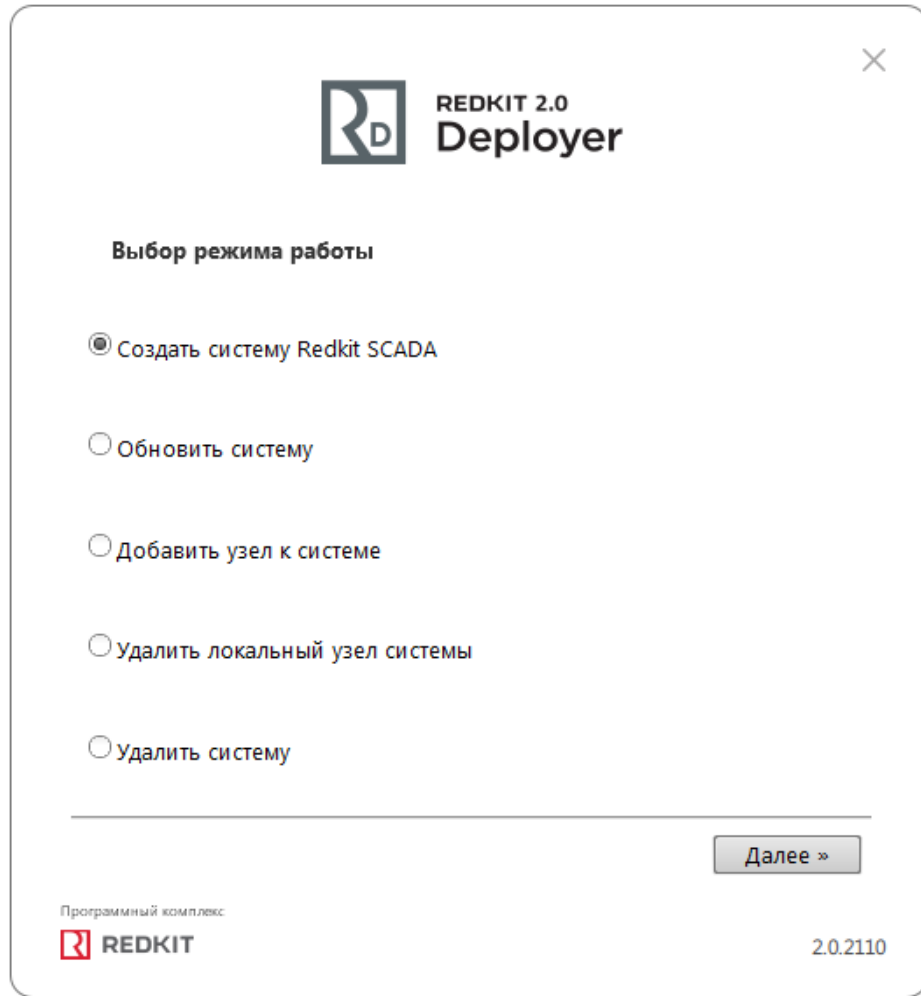 RD
REDKIT 2.0
Deployer
Выбор режима работы
Создать систему Redkit SCADA
Обновить систему
Добавить узел к системе
Удалить локальный узел системы
Удалить систему
Далее »
Программный комплекс
REDKIT
2.0.2110